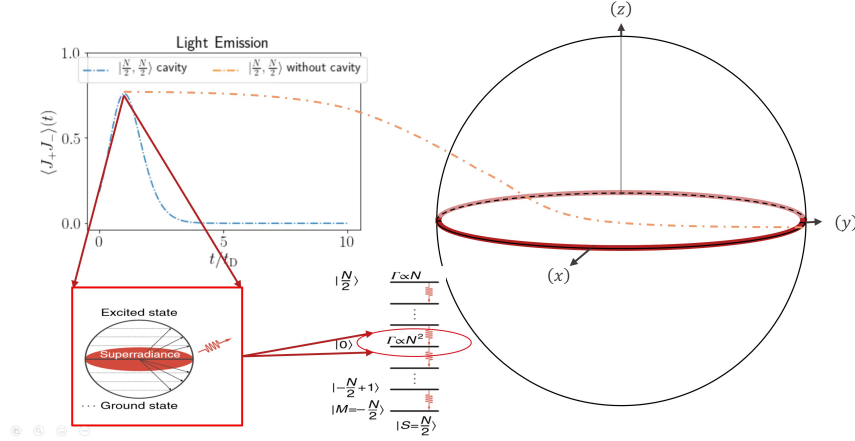 (z)
Light Emission
1.0
|N/2, N/2⟩ cavity
|N/2, N/2⟩ without cavity
⟨J₊J₋⟩(t)
0.5
0.0
0
5
10
t/t_D
(y)
(x)
|N/2⟩
Γ∝N
⋮
|0⟩
Γ∝N²
⋮
|−N/2+1⟩
|M=−N/2⟩
|S=N/2⟩
Excited state
Superradiance
⋯ Ground state